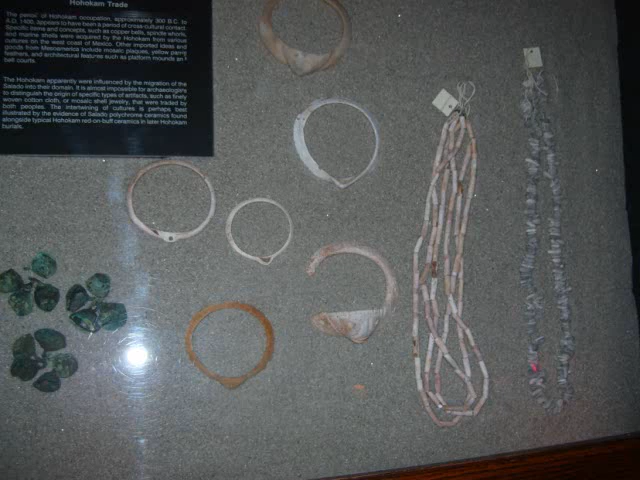 Hohokam Trade
The period of Hohokam occupation, approximately 300 B.C. to
A.D. 1400, appears to have been a period of cross-cultural contact.
Specific items and concepts, such as copper bells, spindle whorls,
and marine shells were acquired by the Hohokam from various
cultures on the west coast of Mexico. Other imported ideas and
goods from Mesoamerica include mosaic plaques, yellow parrot
feathers, and architectural features such as platform mounds an
ball courts.
The Hohokam apparently were influenced by the migration of the
Salado into their domain. It is almost impossible for archaeologists
to distinguish the origin of specific types of artifacts, such as finely
woven cotton cloth, or mosaic shell jewelry, that were traded by
both peoples. The intertwining of cultures is perhaps best
illustrated by the evidence of Salado polychrome ceramics found
alongside typical Hohokam red-on-buff ceramics in later Hohokam
burials.